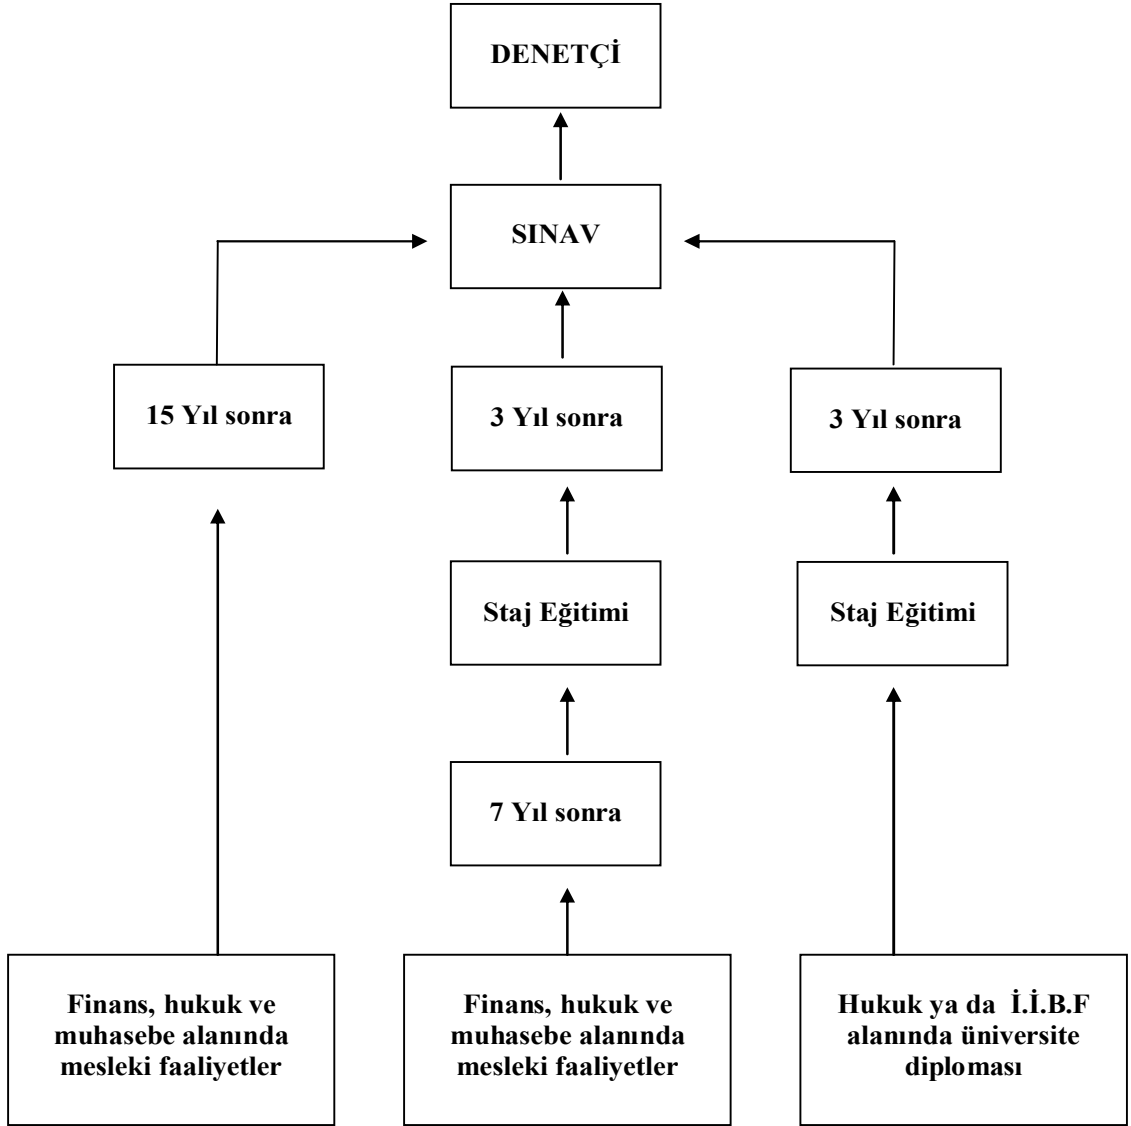 DENETÇİ
SINAV
15 Yıl sonra
3 Yıl sonra
3 Yıl sonra
Staj Eğitimi
Staj Eğitimi
7 Yıl sonra
Finans, hukuk ve
muhasebe alanında
mesleki faaliyetler
Finans, hukuk ve
muhasebe alanında
mesleki faaliyetler
Hukuk ya da İ.İ.B.F
alanında üniversite
diploması